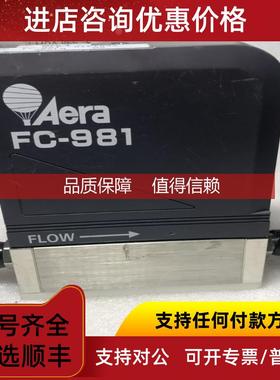 进店咨询有优惠
Aera
FC-981
品质保障 值得信赖
FLOW
号号齐全
支持任何付款方
选顺丰
支持对公 可开专票/普